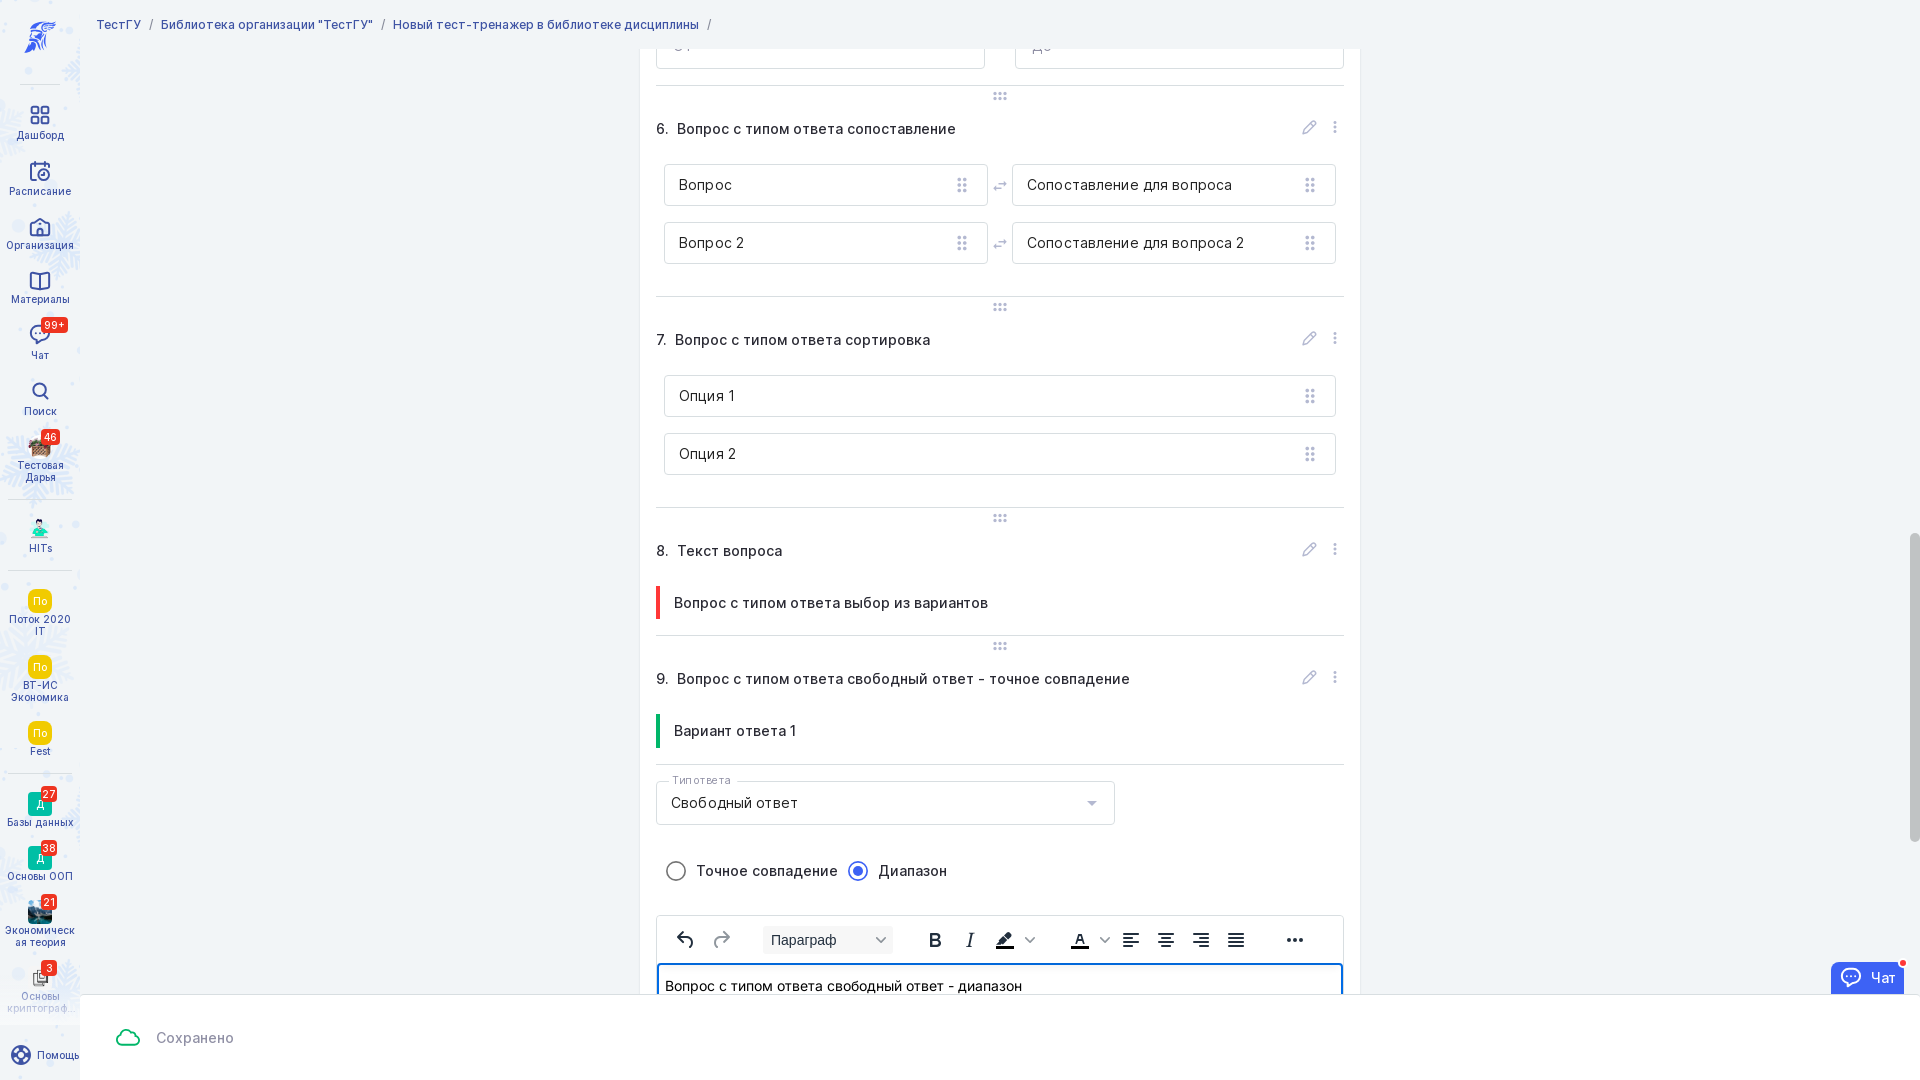 ТестГУ / Библиотека организации "ТестГУ" / Новый тест-тренажер в библиотеке дисциплины /
Дашборд
Расписание
Организация
Материалы
99+
Чат
Поиск
46
Тестовая
Дарья
HITs
По
Поток 2020
IT
По
ВТ-ИС
Экономика
По
Fest
27
Д
Базы данных
38
Д
Основы ООП
21
Экономическ
ая теория
3
Основы
криптограф...
Помощь
6. Вопрос с типом ответа сопоставление
Вопрос
Сопоставление для вопроса
Вопрос 2
Сопоставление для вопроса 2
7. Вопрос с типом ответа сортировка
Опция 1
Опция 2
8. Текст вопроса
Вопрос с типом ответа выбор из вариантов
9. Вопрос с типом ответа свободный ответ - точное совпадение
Вариант ответа 1
Тип ответа
Свободный ответ
Точное совпадение
Диапазон
Параграф
Вопрос с типом ответа свободный ответ - диапазон
Чат
Сохранено